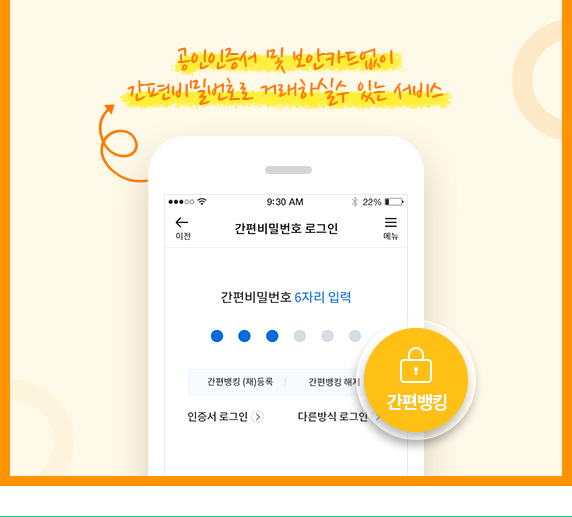 공인인증서 및 보안카드없이
간편비밀번호로 거래하실수 있는 서비스
9:30 AM
22%
이전
간편비밀번호 로그인
메뉴
간편비밀번호 6자리 입력
간편뱅킹 (재)등록
간편뱅킹 해지
인증서 로그인
다른방식 로그인
간편뱅킹